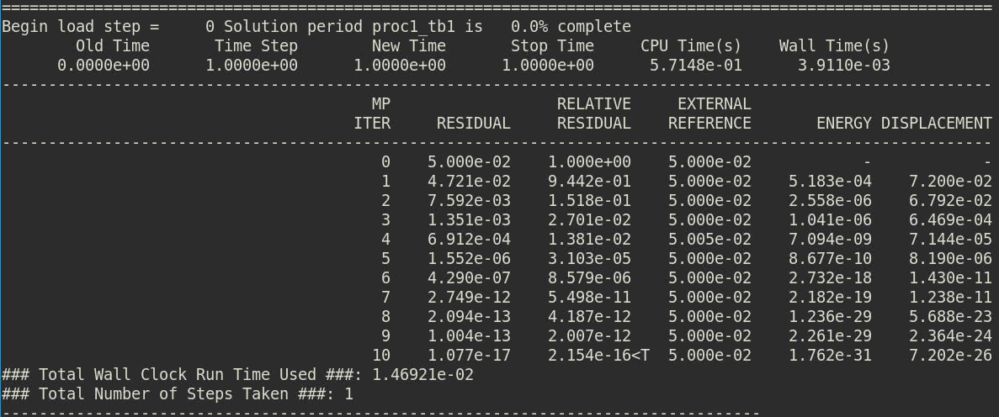 ===========================================================================================================
Begin load step =     0 Solution period proc1_tb1 is   0.0% complete
        Old Time       Time Step        New Time       Stop Time     CPU Time(s)    Wall Time(s)
      0.0000e+00      1.0000e+00      1.0000e+00      1.0000e+00      5.7148e-01      3.9110e-03
-----------------------------------------------------------------------------------------------------------
                                        MP                  RELATIVE     EXTERNAL
                                      ITER     RESIDUAL     RESIDUAL    REFERENCE       ENERGY DISPLACEMENT
-----------------------------------------------------------------------------------------------------------
                                         0    5.000e-02    1.000e+00    5.000e-02            -            -
                                         1    4.721e-02    9.442e-01    5.000e-02    5.183e-04    7.200e-02
                                         2    7.592e-03    1.518e-01    5.000e-02    2.558e-06    6.792e-02
                                         3    1.351e-03    2.701e-02    5.000e-02    1.041e-06    6.469e-04
                                         4    6.912e-04    1.381e-02    5.005e-02    7.094e-09    7.144e-05
                                         5    1.552e-06    3.103e-05    5.000e-02    8.677e-10    8.190e-06
                                         6    4.290e-07    8.579e-06    5.000e-02    2.732e-18    1.430e-11
                                         7    2.749e-12    5.498e-11    5.000e-02    2.182e-19    1.238e-11
                                         8    2.094e-13    4.187e-12    5.000e-02    1.236e-29    5.688e-23
                                         9    1.004e-13    2.007e-12    5.000e-02    2.261e-29    2.364e-24
                                        10    1.077e-17    2.154e-16<T  5.000e-02    1.762e-31    7.202e-26
### Total Wall Clock Run Time Used ###: 1.46921e-02
### Total Number of Steps Taken ###: 1
----------------------------------------------------------------------------------